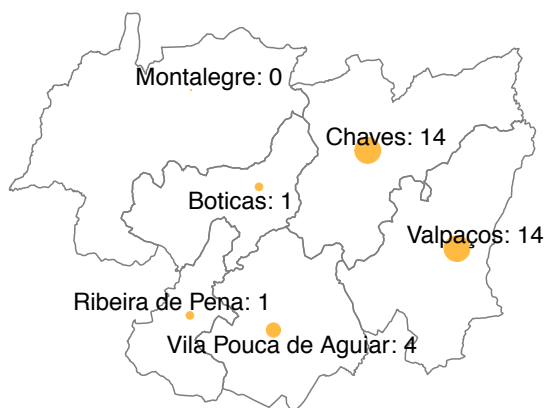 Montalegre: 0
Chaves: 14
Boticas: 1
Valpaços: 14
Ribeira de Pena: 1
Vila Pouca de Aguiar: 4